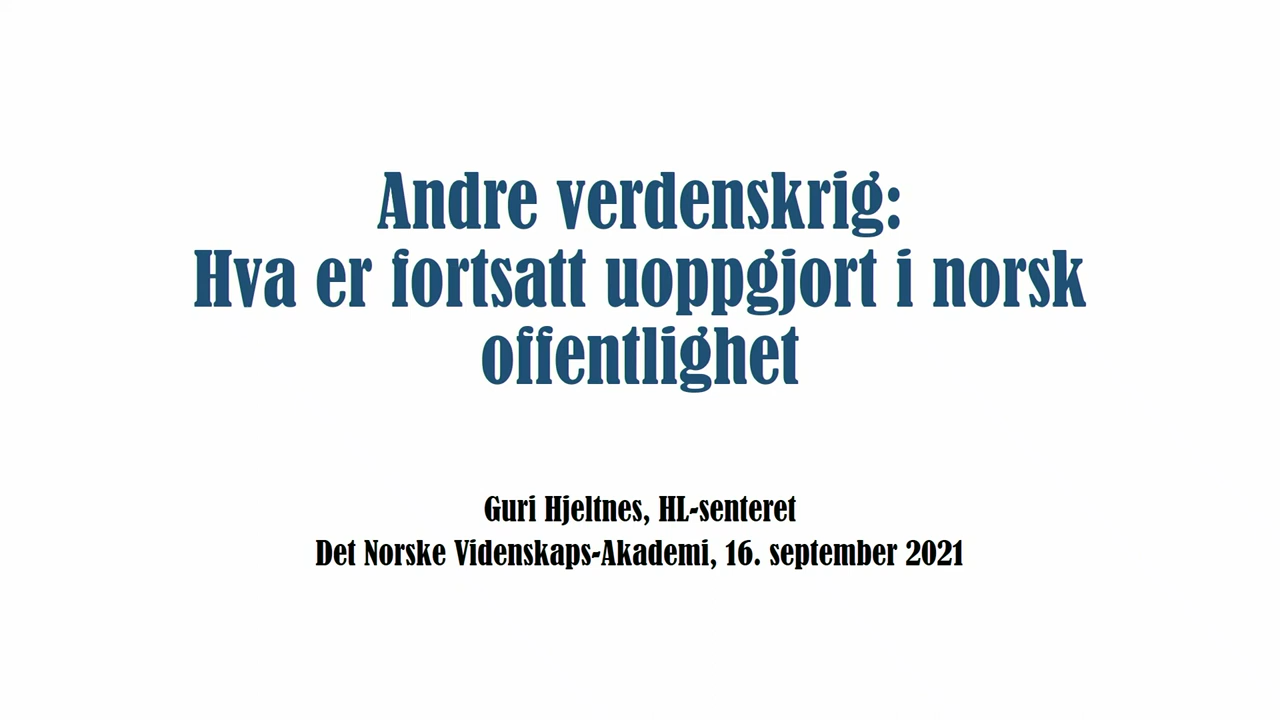 Andre verdenskrig:
Hva er fortsatt uoppgjort i norsk
offentlighet
Guri Hjeltnes, HL-senteret
Det Norske Videnskaps-Akademi, 16. september 2021